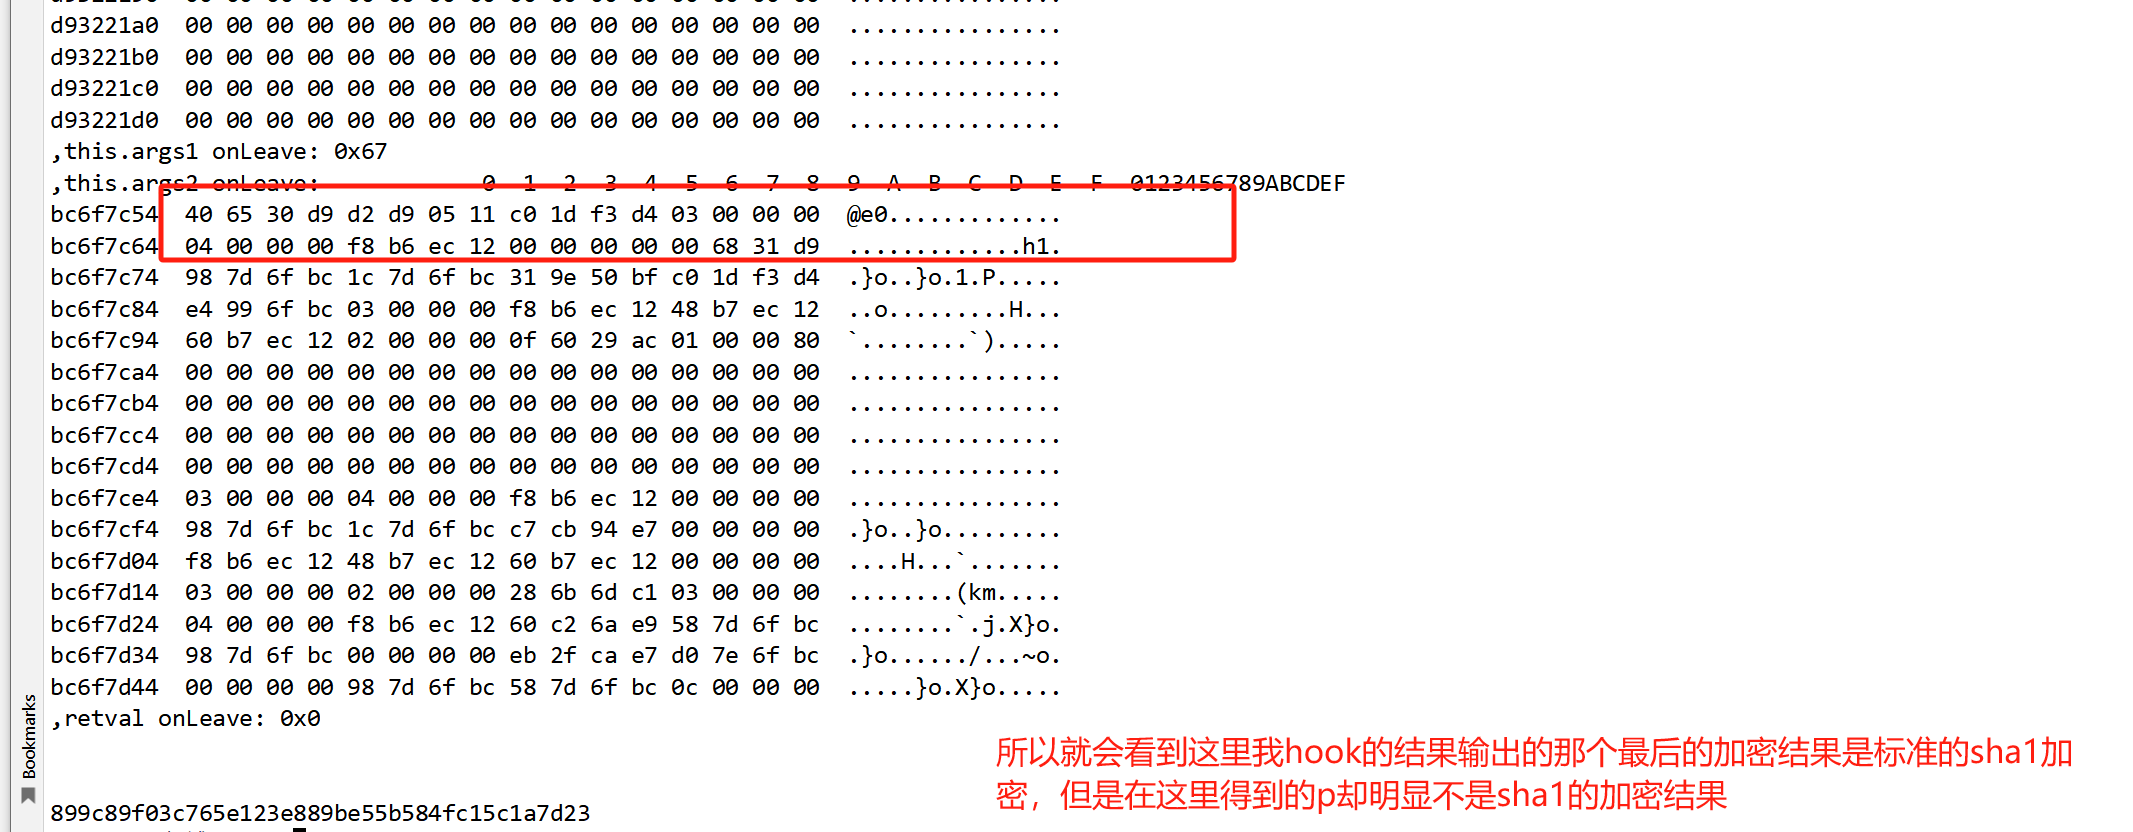 d93221a0  00 00 00 00 00 00 00 00 00 00 00 00 00 00 00 00  ................
d93221b0  00 00 00 00 00 00 00 00 00 00 00 00 00 00 00 00  ................
d93221c0  00 00 00 00 00 00 00 00 00 00 00 00 00 00 00 00  ................
d93221d0  00 00 00 00 00 00 00 00 00 00 00 00 00 00 00 00  ................
,this.args1 onLeave: 0x67
,this.args2 onLeave:            0  1  2  3  4  5  6  7  8  9  A  B  C  D  E  F  0123456789ABCDEF
bc6f7c54  40 65 30 d9 d2 d9 05 11 c0 1d f3 d4 03 00 00 00  @e0.............
bc6f7c64  04 00 00 00 f8 b6 ec 12 00 00 00 00 00 68 31 d9  .............h1.
bc6f7c74  98 7d 6f bc 1c 7d 6f bc 31 9e 50 bf c0 1d f3 d4  .}o..}o.1.P.....
bc6f7c84  e4 99 6f bc 03 00 00 00 f8 b6 ec 12 48 b7 ec 12  ..o.........H...
bc6f7c94  60 b7 ec 12 02 00 00 00 0f 60 29 ac 01 00 00 80  `........`).....
bc6f7ca4  00 00 00 00 00 00 00 00 00 00 00 00 00 00 00 00  ................
bc6f7cb4  00 00 00 00 00 00 00 00 00 00 00 00 00 00 00 00  ................
bc6f7cc4  00 00 00 00 00 00 00 00 00 00 00 00 00 00 00 00  ................
bc6f7cd4  00 00 00 00 00 00 00 00 00 00 00 00 00 00 00 00  ................
bc6f7ce4  03 00 00 00 04 00 00 00 f8 b6 ec 12 00 00 00 00  ................
bc6f7cf4  98 7d 6f bc 1c 7d 6f bc c7 cb 94 e7 00 00 00 00  .}o..}o.........
bc6f7d04  f8 b6 ec 12 48 b7 ec 12 60 b7 ec 12 00 00 00 00  ....H...`.......
bc6f7d14  03 00 00 00 02 00 00 00 28 6b 6d c1 03 00 00 00  ........(km.....
bc6f7d24  04 00 00 00 f8 b6 ec 12 60 c2 6a e9 58 7d 6f bc  ........`.j.X}o.
bc6f7d34  98 7d 6f bc 00 00 00 00 eb 2f ca e7 d0 7e 6f bc  .}o....../...~o.
bc6f7d44  00 00 00 00 98 7d 6f bc 58 7d 6f bc 0c 00 00 00  .....}o.X}o.....
,retval onLeave: 0x0
Bookmarks
所以就会看到这里我hook的结果输出的那个最后的加密结果是标准的sha1加
密，但是在这里得到的p却明显不是sha1的加密结果
899c89f03c765e123e889be55b584fc15c1a7d23